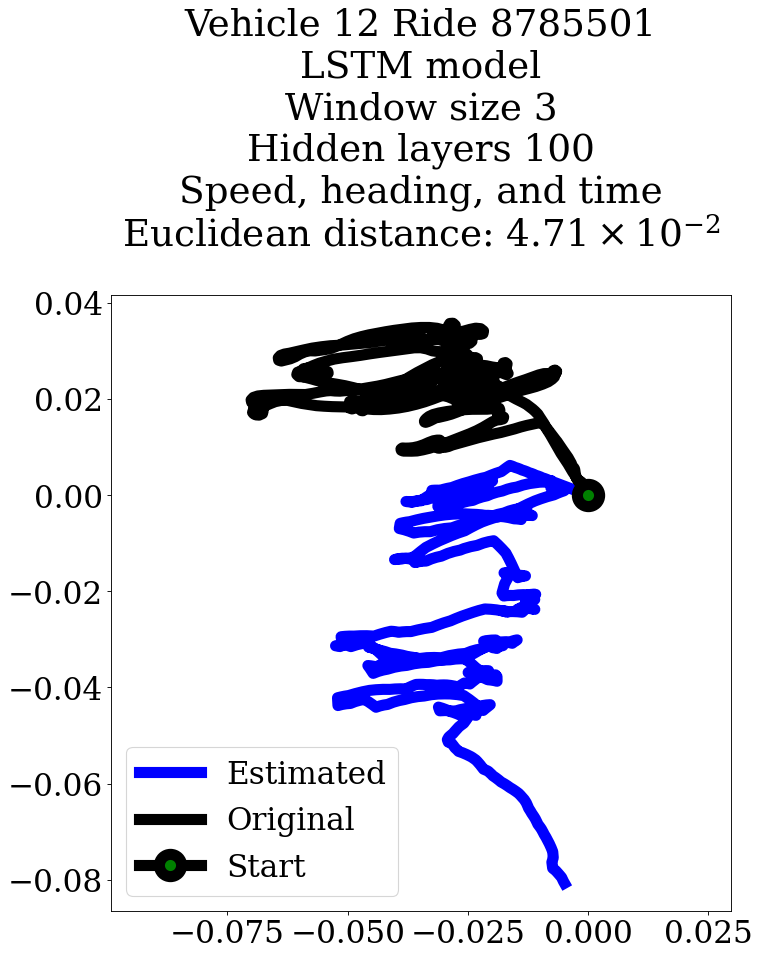 Vehicle 12 Ride 8785501
LSTM model
Window size 3
Hidden layers 100
Speed, heading, and time
Euclidean distance: 4.71 × 10⁻²
0.04
0.02
0.00
−0.02
−0.04
−0.06
−0.08
Estimated
Original
Start
−0.075 −0.050 −0.025 0.000 0.025